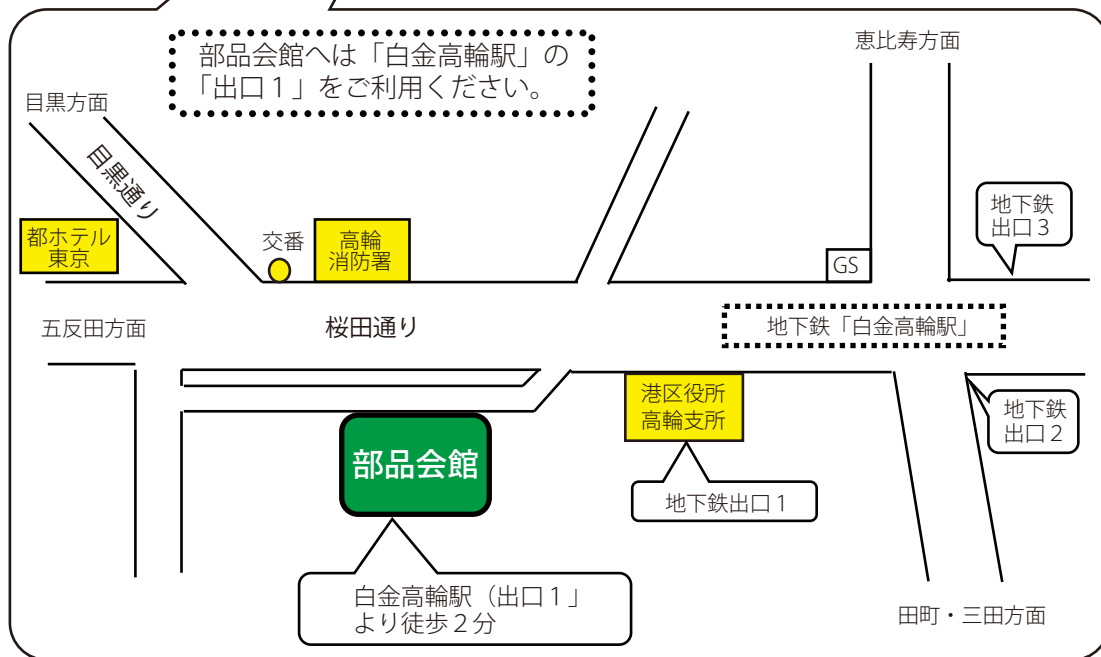 部品会館へは「白金高輪駅」の
「出口１」をご利用ください。
恵比寿方面
目黒方面
目黒通り
地下鉄
出口３
都ホテル
東京
交番
高輪
消防署
GS
五反田方面
桜田通り
地下鉄「白金高輪駅」
港区役所
高輪支所
地下鉄
出口２
部品会館
地下鉄出口１
白金高輪駅（出口１」
より徒歩２分
田町・三田方面